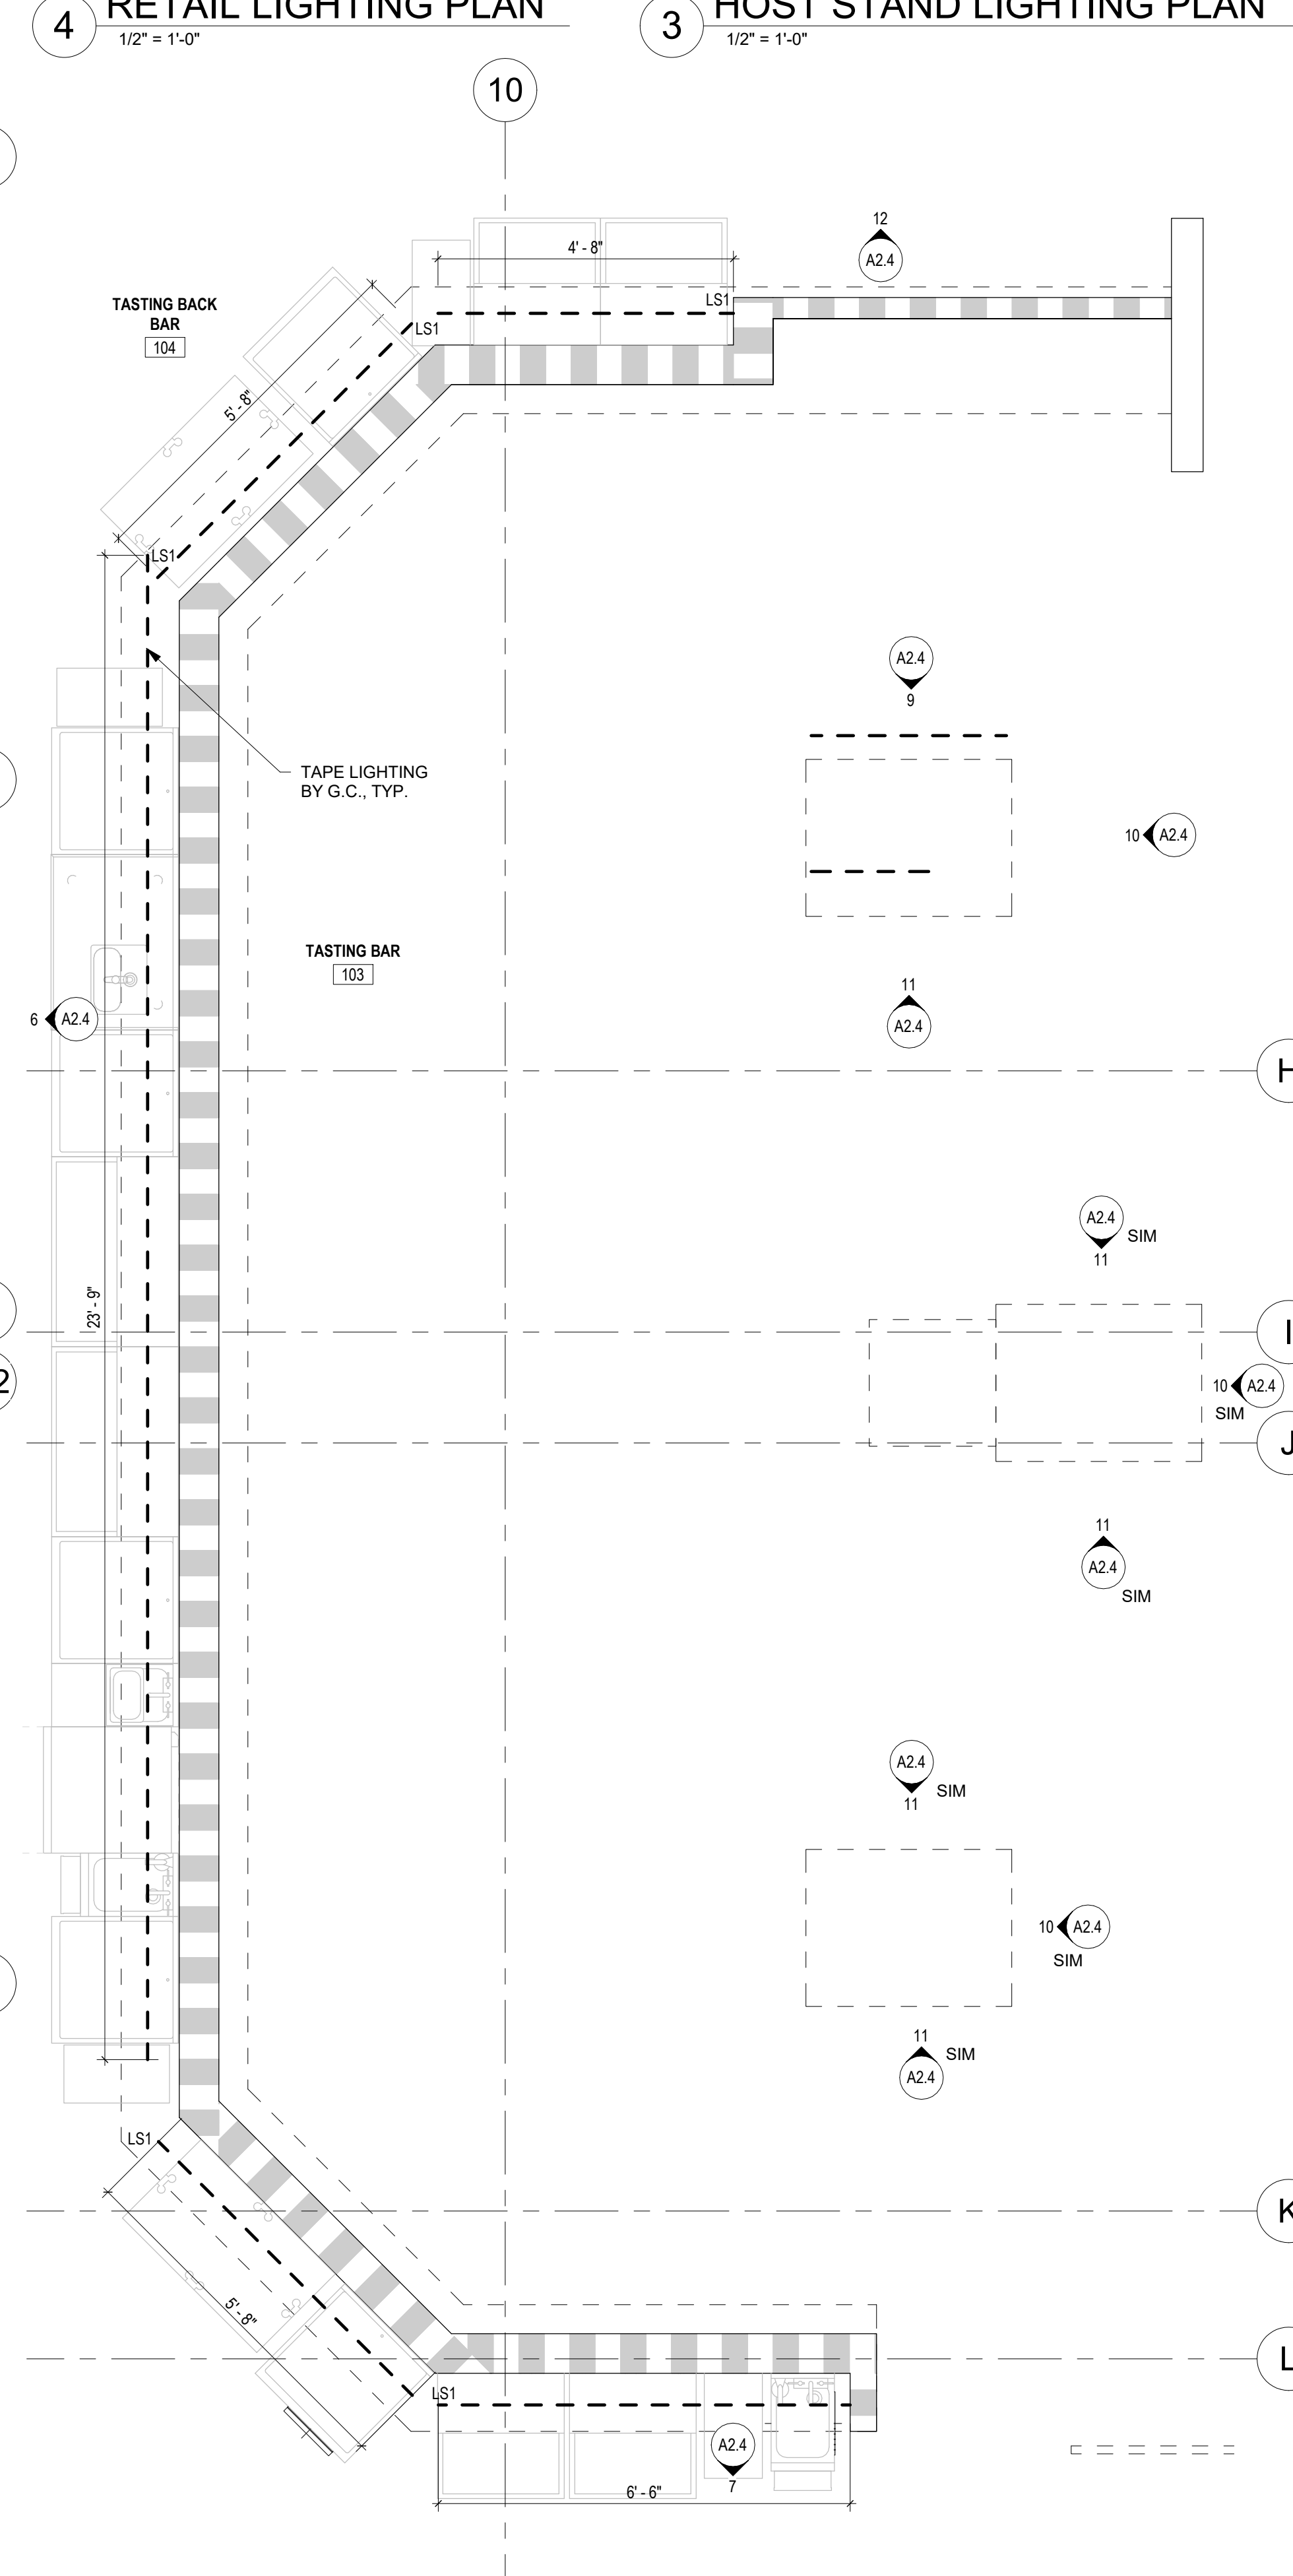 4
RETAIL LIGHTING PLAN
1/2" = 1'-0"
3
HOST STAND LIGHTING PLAN
1/2" = 1'-0"
10
12
A2.4
4' - 8"
LS1
LS1
TASTING BACK
BAR
104
5' - 8"
LS1
A2.4
9
TAPE LIGHTING
BY G.C., TYP.
10
A2.4
TASTING BAR
103
11
A2.4
6
A2.4
H
A2.4
SIM
11
23' - 9"
I
2
10
A2.4
SIM
J
11
A2.4
SIM
A2.4
SIM
11
10
A2.4
SIM
11
SIM
A2.4
LS1
K
5' - 8"
L
LS1
A2.4
7
6' - 6"